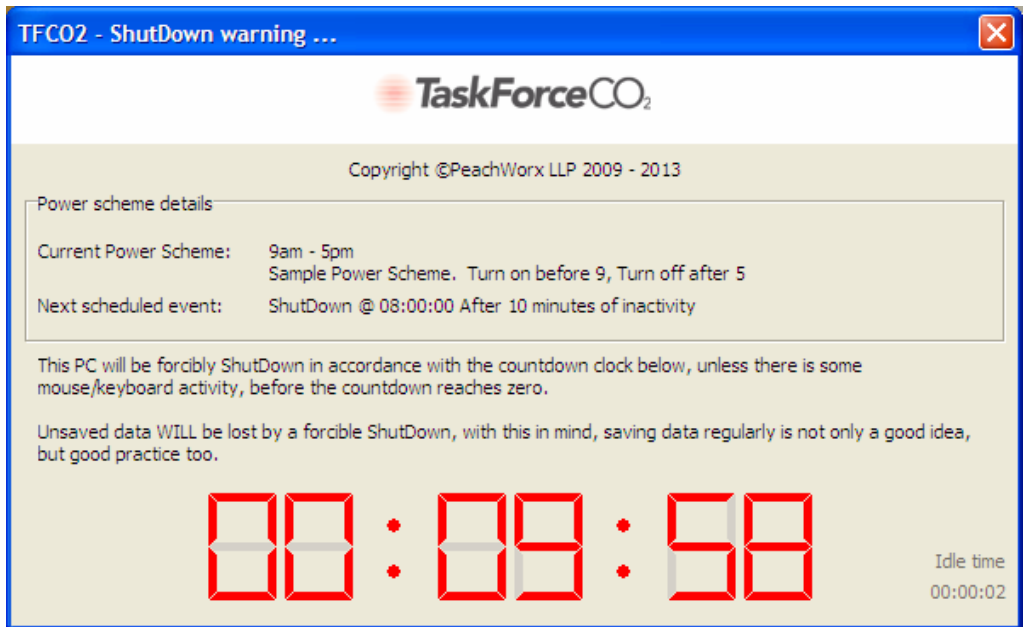 TFCO2 - ShutDown warning ...
TaskForceCO₂
Copyright ©PeachWorx LLP 2009 - 2013
Power scheme details
Current Power Scheme: 9am - 5pm
Sample Power Scheme. Turn on before 9, Turn off after 5
Next scheduled event: ShutDown @ 08:00:00 After 10 minutes of inactivity
This PC will be forcibly ShutDown in accordance with the countdown clock below, unless there is some
mouse/keyboard activity, before the countdown reaches zero.
Unsaved data WILL be lost by a forcible ShutDown, with this in mind, saving data regularly is not only a good idea,
but good practice too.
00:09:58
Idle time
00:00:02